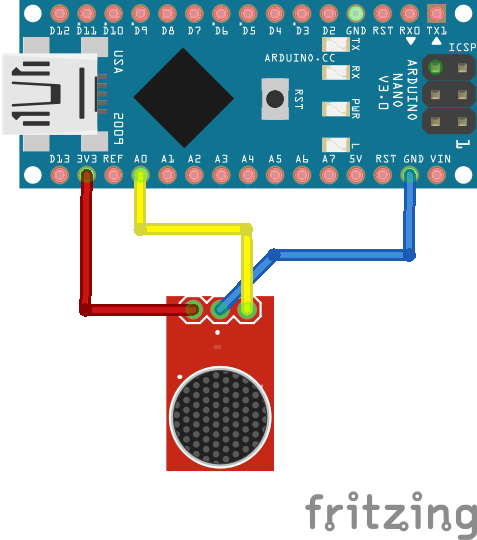 D12 D11 D10 D9 D8 D7 D6 D5 D4 D3 D2 GND RST RX0 TX1
TX
ICSP
USA
ARDUINO.CC
RX
ARDUINO
NANO
V3.0
RST
PWR
2009
L
1
D13 3V3 REF A0 A1 A2 A3 A4 A5 A6 A7 5V RST GND VIN
fritzing